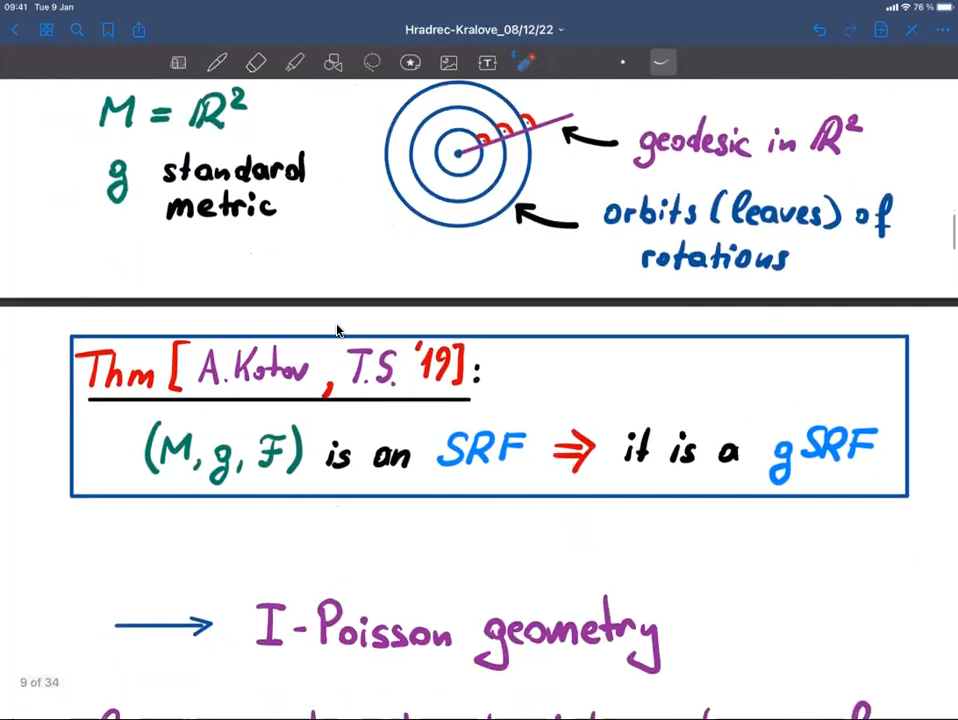 09:41 Tue 9 Jan
76 %
Hradrec-Kralove_08/12/22
M = ℝ²
g standard
metric
geodesic in ℝ²
orbits (leaves) of
rotations
Thm [A. Kotov, T.S. '19]:
(M, g, F) is an SRF ⇒ it is a gSRF
→ I-Poisson geometry
9 of 34